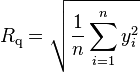 R_q = \sqrt{\frac{1}{n} \sum_{i=1}^{n} y_i^2}